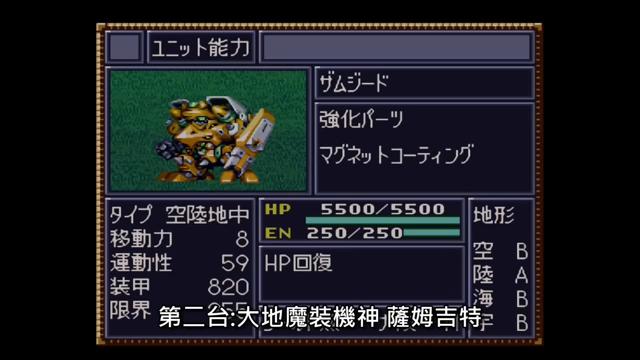 ユニット能力
ザムジード
強化パーツ
マグネットコーティング
タイプ 空陸地中
移動力 8
運動性 59
装甲 820
限界
HP 5500/5500
EN 250/250
HP回復
地形
空 B
陸 A
海 B
宇 B
第二台:大地魔裝機神 薩姆吉特